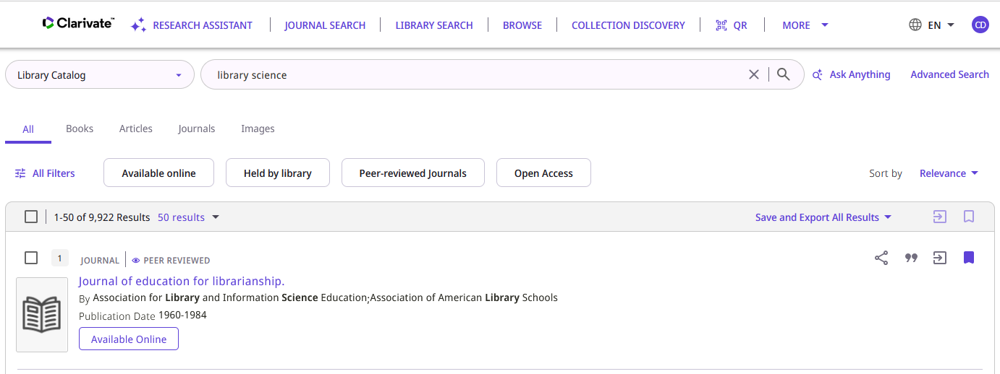 Clarivate™ RESEARCH ASSISTANT JOURNAL SEARCH LIBRARY SEARCH BROWSE COLLECTION DISCOVERY QR MORE EN CD
Library Catalog library science Ask Anything Advanced Search
All Books Articles Journals Images
All Filters Available online Held by library Peer-reviewed Journals Open Access Sort by Relevance
1-50 of 9,922 Results 50 results Save and Export All Results
1 JOURNAL PEER REVIEWED
Journal of education for librarianship.
By Association for Library and Information Science Education;Association of American Library Schools
Publication Date 1960-1984
Available Online